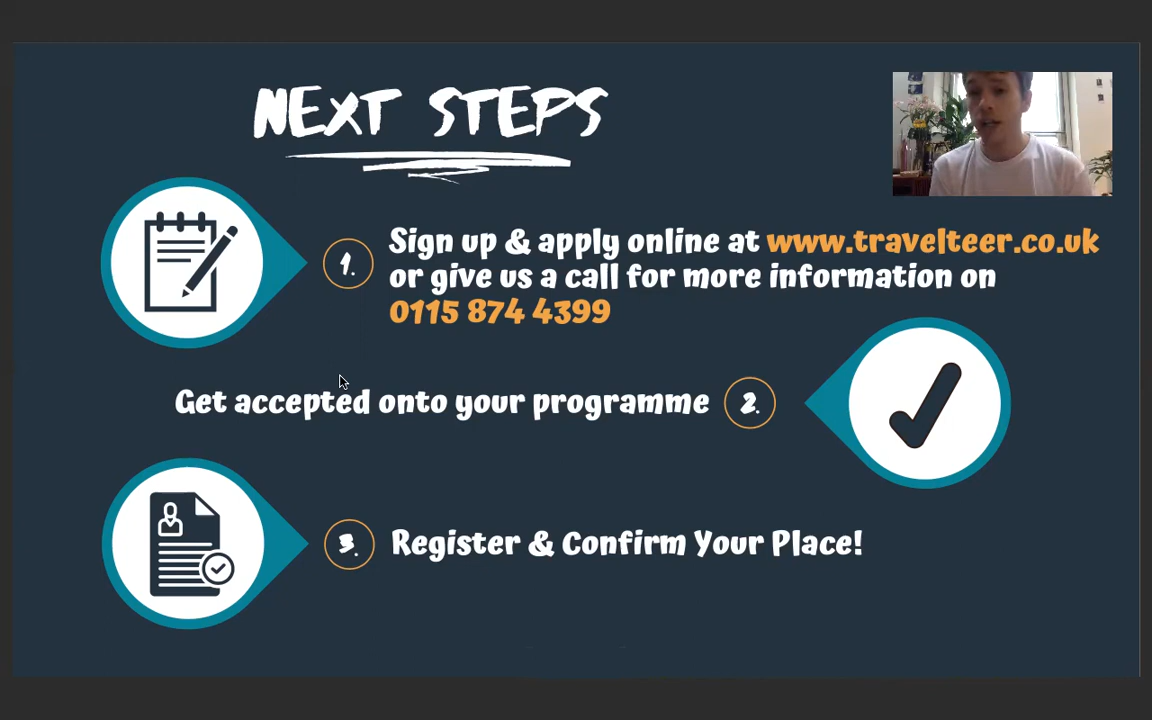 NEXT STEPS
1.
Sign up & apply online at www.travelteer.co.uk
or give us a call for more information on
0115 874 4399
Get accepted onto your programme
2.
3.
Register & Confirm Your Place!